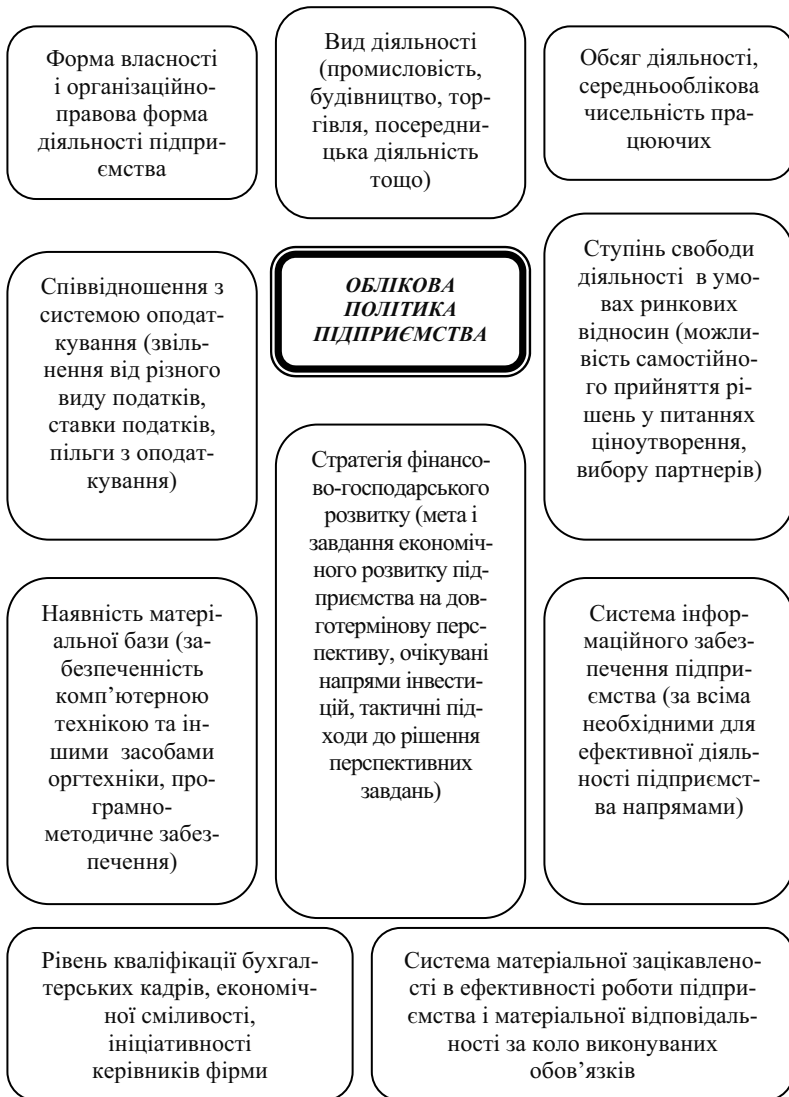 Форма власності
і організаційно-
правова форма
діяльності підпри-
ємства
Вид діяльності
(промисловість,
будівництво, тор-
гівля, посередни-
цька діяльність
тощо)
Обсяг діяльності,
середньооблікова
чисельність пра-
цюючих
Співвідношення з
системою оподат-
кування (звіль-
нення від різного
виду податків,
ставки податків,
пільги з оподат-
кування)
ОБЛІКОВА
ПОЛІТИКА
ПІДПРИЄМСТВА
Ступінь свободи
діяльності в умо-
вах ринкових
відносин (можли-
вість самостійно-
го прийняття рі-
шень у питаннях
ціноутворення,
вибору партнерів)
Стратегія фінансо-
во-господарського
розвитку (мета і
завдання економіч-
ного розвитку під-
приємства на дов-
готермінову перс-
пективу, очікувані
напрями інвести-
цій, тактичні під-
ходи до рішення
перспективних
завдань)
Наявність матері-
альної бази (за-
безпеченність
комп’ютерною
технікою та ін-
шими засобами
оргтехніки, про-
грамно-
методичне забез-
печення)
Система інфор-
маційного забез-
печення підпри-
ємства (за всіма
необхідними для
ефективної діяль-
ності підприємст-
ва напрямами)
Рівень кваліфікації бухгал-
терських кадрів, економіч-
ної сміливості,
ініціативності
керівників фірми
Система матеріальної зацікавлено-
сті в ефективності роботи підпри-
ємства і матеріальної відповідаль-
ності за коло виконуваних
обов’язків